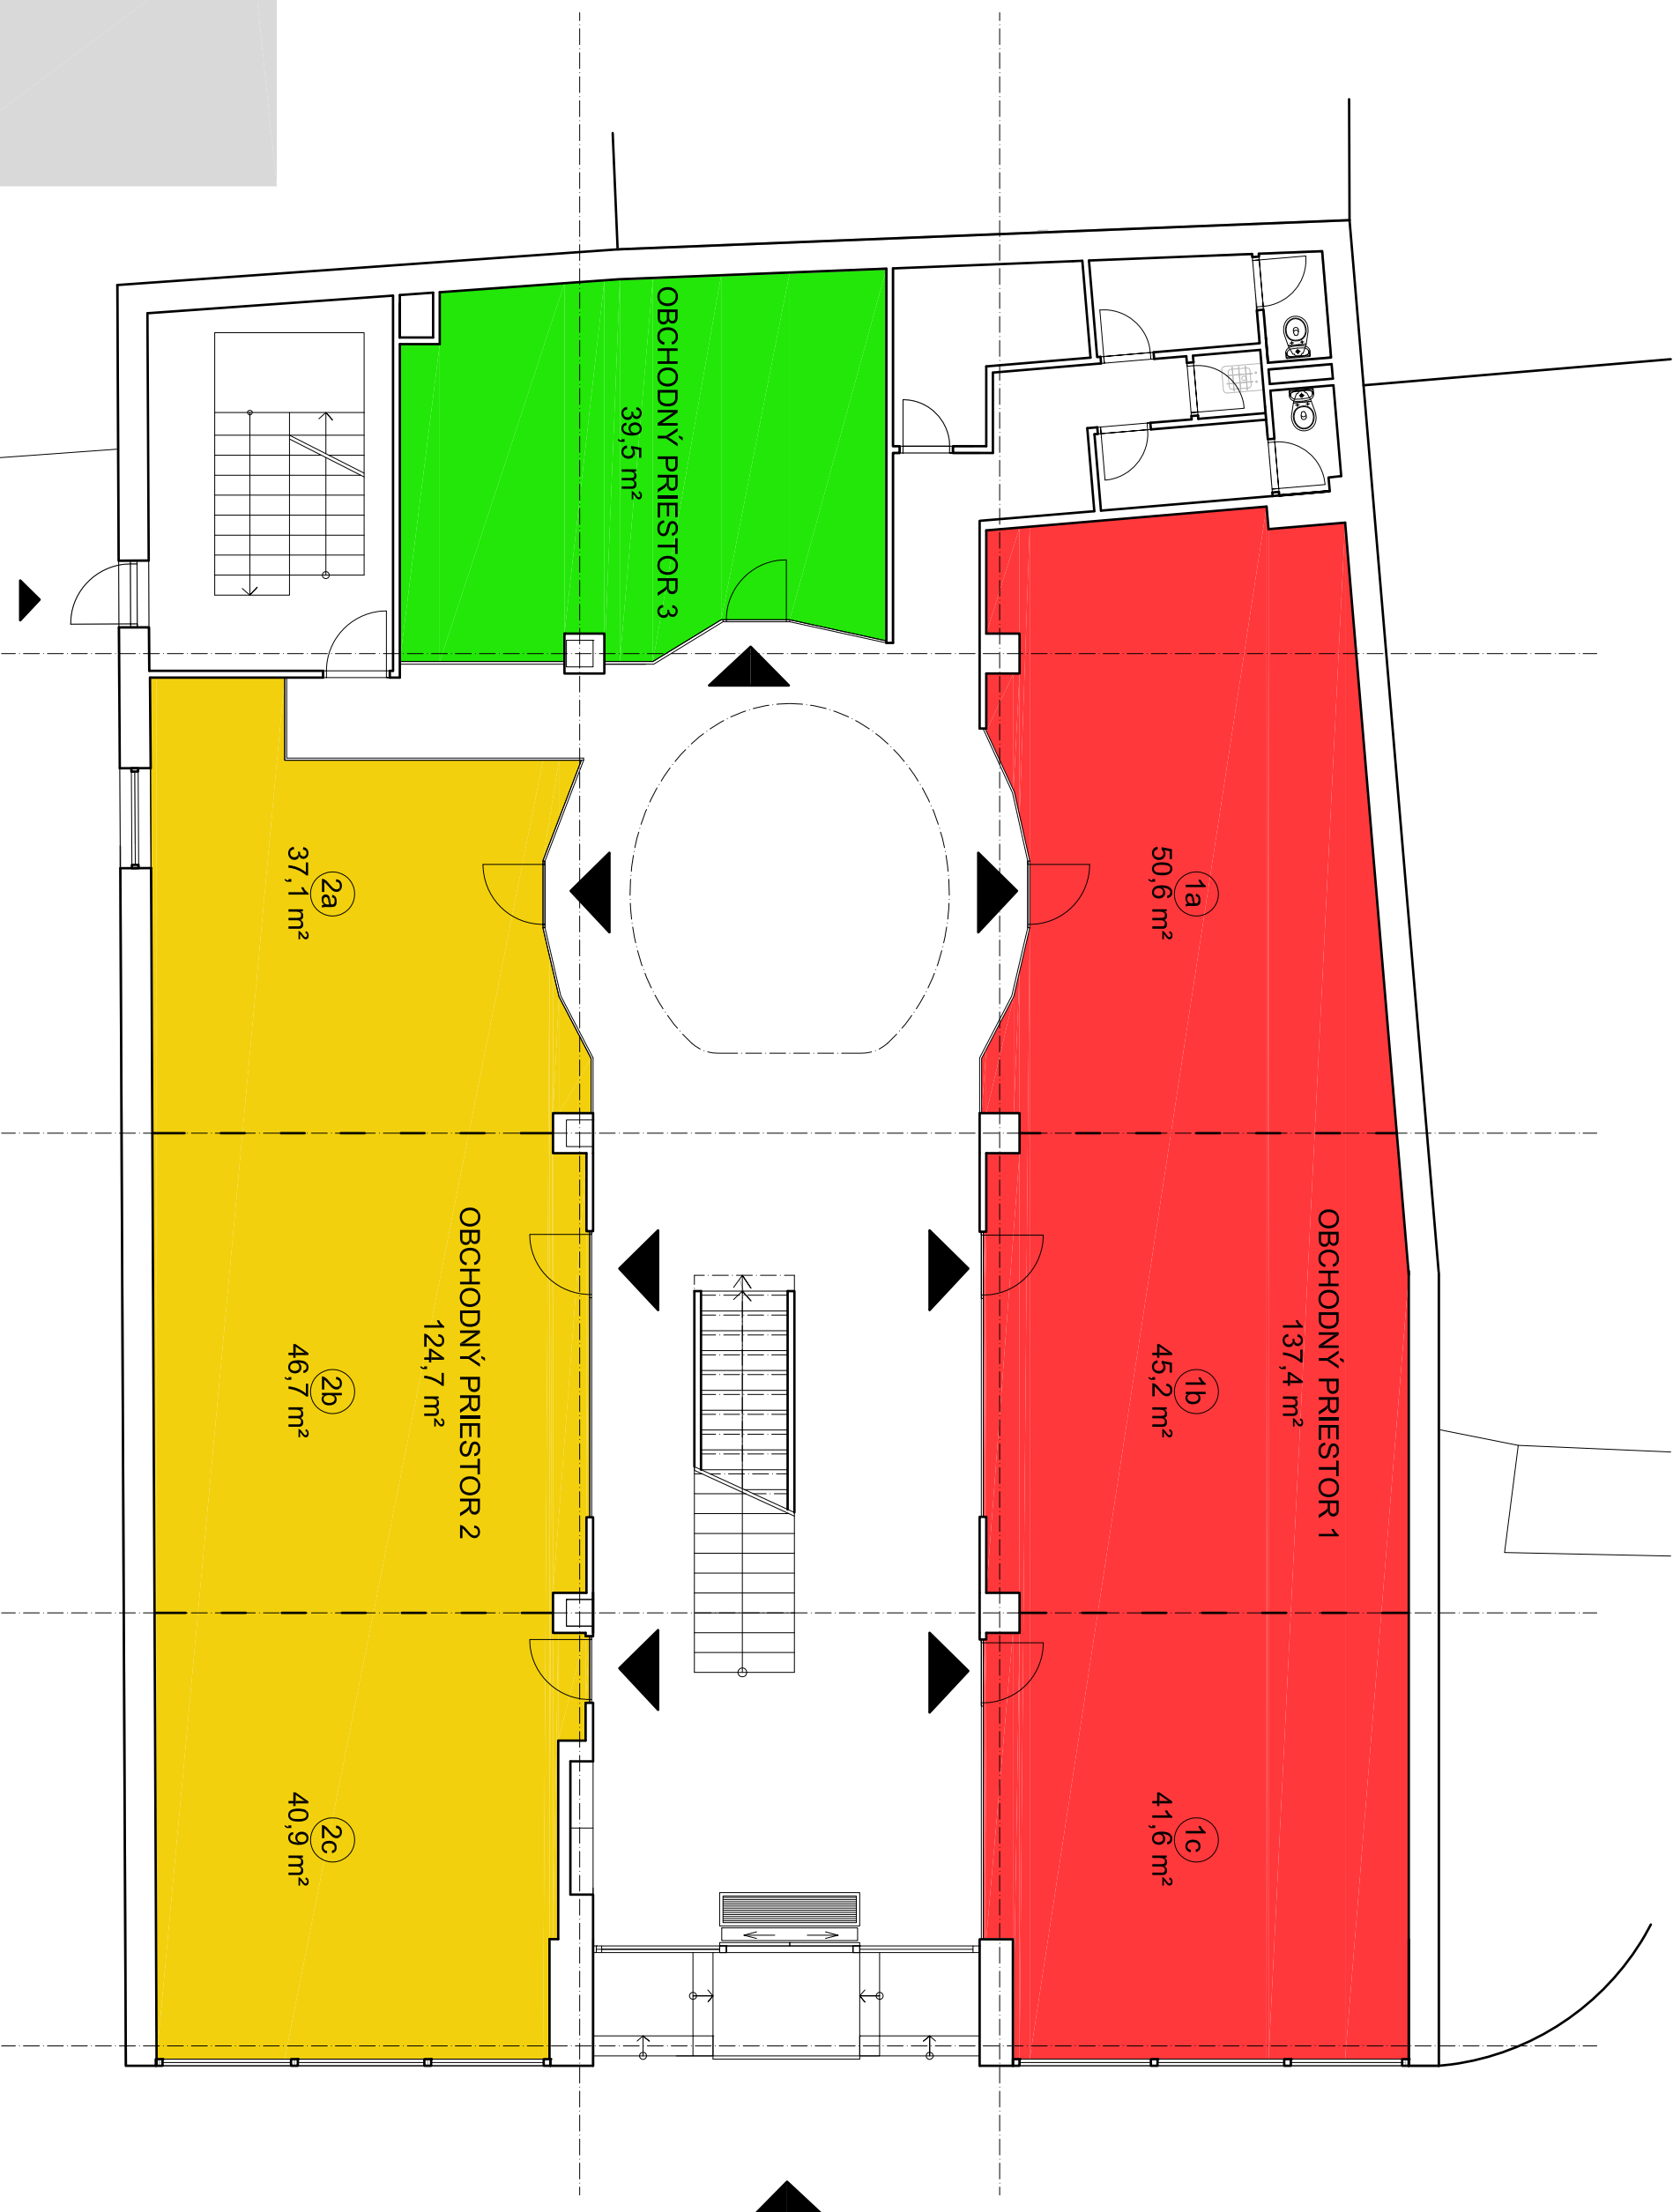 OBCHODNÝ PRIESTOR 3
39,5 m²
1a
50,6 m²
2a
37,1 m²
OBCHODNÝ PRIESTOR 1
137,4 m²
1b
45,2 m²
OBCHODNÝ PRIESTOR 2
124,7 m²
2b
46,7 m²
1c
41,6 m²
2c
40,9 m²